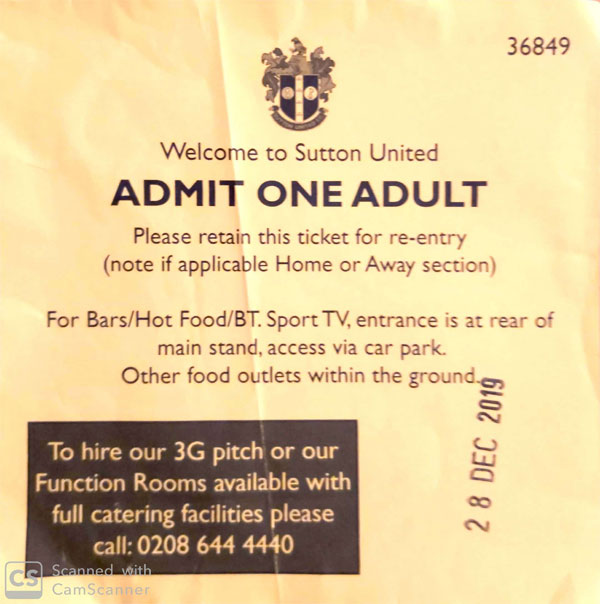 36849
Welcome to Sutton United
ADMIT ONE ADULT
Please retain this ticket for re-entry
(note if applicable Home or Away section)
For Bars/Hot Food/BT. Sport TV, entrance is at rear of
main stand, access via car park.
Other food outlets within the ground.
28 DEC 2019
To hire our 3G pitch or our
Function Rooms available with
full catering facilities please
call: 0208 644 4440
CS Scanned with
CamScanner